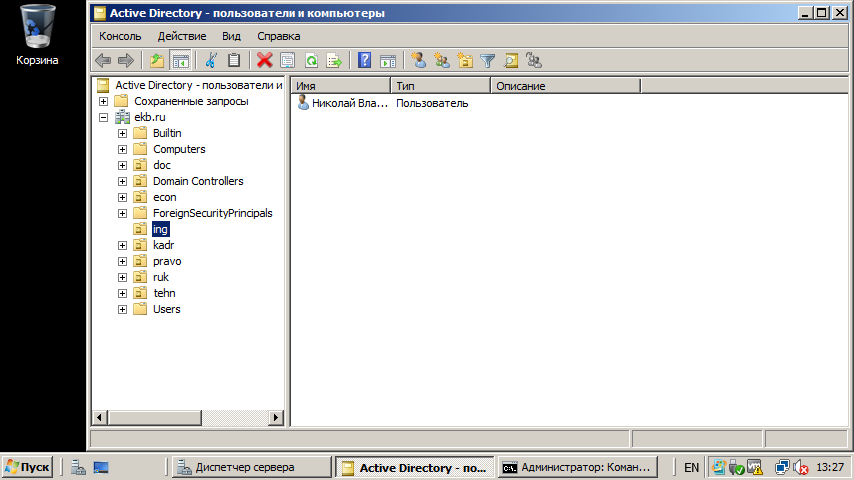 Корзина
Active Directory - пользователи и компьютеры
Консоль Действие Вид Справка
Active Directory - пользователи и
Сохраненные запросы
ekb.ru
Builtin
Computers
doc
Domain Controllers
econ
ForeignSecurityPrincipals
ing
kadr
pravo
ruk
tehn
Users
Имя Тип Описание
Николай Вла... Пользователь
Пуск Диспетчер сервера Active Directory - по... Администратор: Коман... EN 13:27